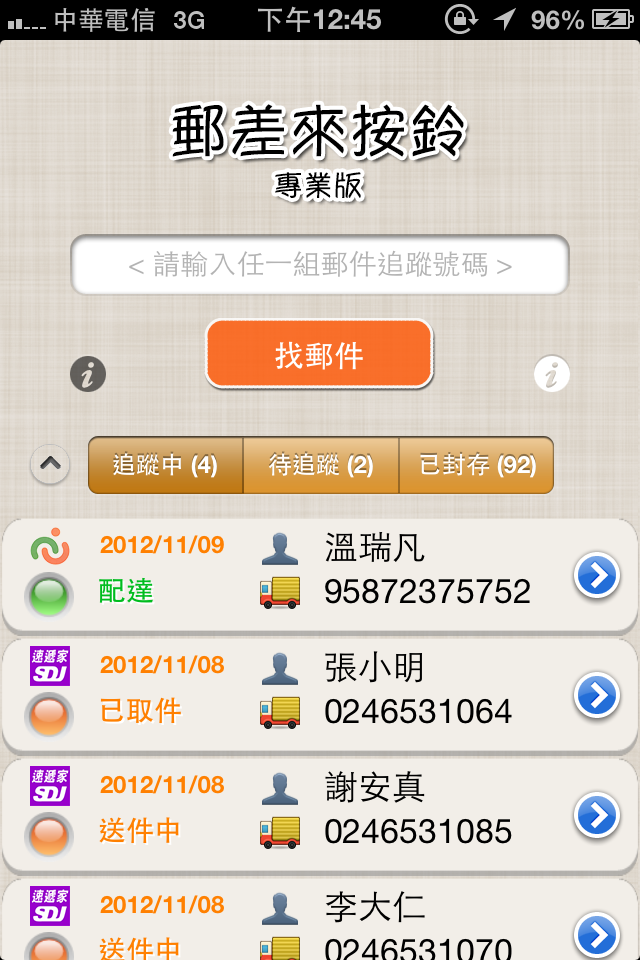 中華電信 3G 下午12:45 96%
郵差來按鈴
專業版
< 請輸入任一組郵件追蹤號碼 >
找郵件
i i
追蹤中 (4) 待追蹤 (2) 已封存 (92)
2012/11/09 溫瑞凡
配達 95872375752
速遞家 SDJ 2012/11/08 張小明
已取件 0246531064
速遞家 SDJ 2012/11/08 謝安真
送件中 0246531085
速遞家 SDJ 2012/11/08 李大仁
送件中 0246531070